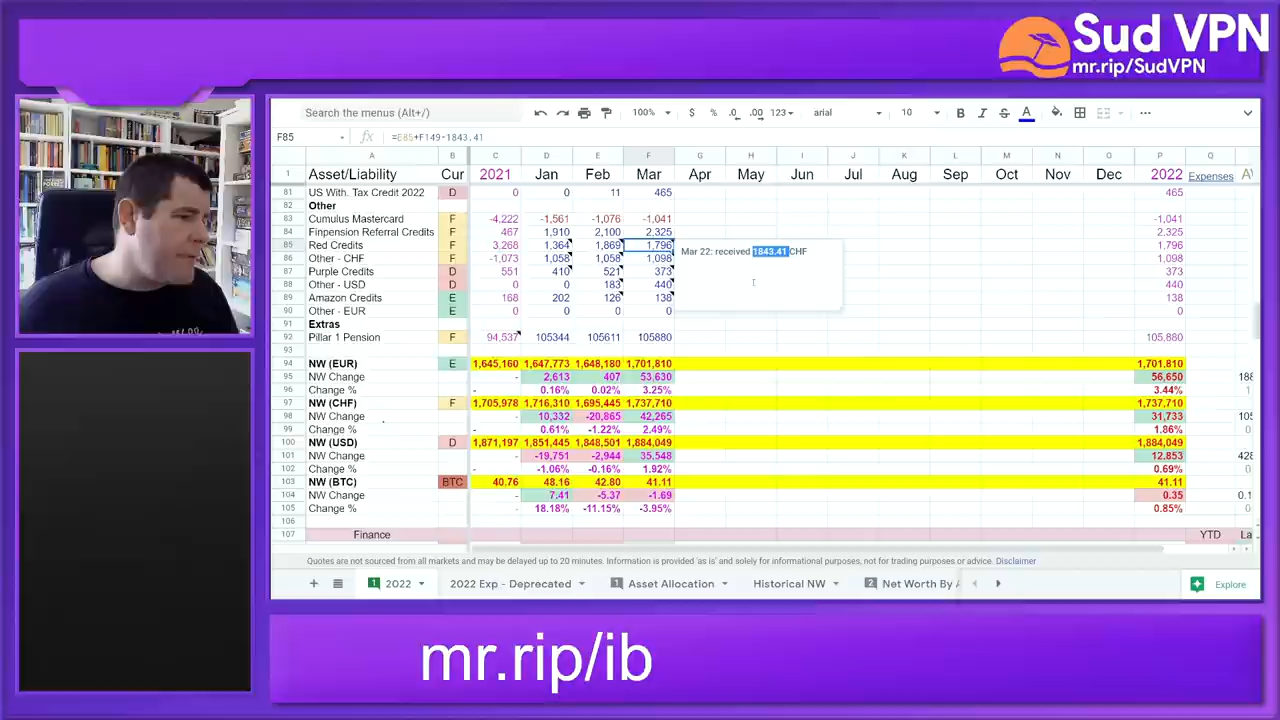 Sud VPN
mr.rip/SudVPN
Search the menus (Alt+/)
100%
$ % .0 .00 123
arial
10
B I S A
F85
fx =E85+F149-1843.41
A B C D E F G H I J K L M N O P Q
1 Asset/Liability Cur 2021 Jan Feb Mar Apr May Jun Jul Aug Sep Oct Nov Dec 2022 Expenses
81 US With. Tax Credit 2022 D 0 0 11 465 465
82 Other
83 Cumulus Mastercard F -4,222 -1,561 -1,076 -1,041 -1,041
84 Finpension Referral Credits F 467 1,910 2,100 2,325 2,325
85 Red Credits F 3,268 1,364 1,869 1,796 1,796
Mar 22: received 1843.41 CHF
86 Other - CHF F -1,073 1,058 1,058 1,098 1,098
87 Purple Credits D 551 410 521 373 373
88 Other - USD D 0 0 183 440 440
89 Amazon Credits E 168 202 126 138 138
90 Other - EUR E 0 0 0 0 0
91 Extras
92 Pillar 1 Pension F 94,537 105344 105611 105880 105,880
93
94 NW (EUR) E 1,645,160 1,647,773 1,648,180 1,701,810 1,701,810
95 NW Change - 2,613 407 53,630 56,650 188
96 Change % - 0.16% 0.02% 3.25% 3.44% 1
97 NW (CHF) F 1,705,978 1,716,310 1,695,445 1,737,710 1,737,710
98 NW Change - 10,332 -20,865 42,265 31,733 105
99 Change % - 0.61% -1.22% 2.49% 1.86% 0
100 NW (USD) D 1,871,197 1,851,445 1,848,501 1,884,049 1,884,049
101 NW Change - -19,751 -2,944 35,548 12,853 428
102 Change % - -1.06% -0.16% 1.92% 0.69% 0
103 NW (BTC) BTC 40.76 48.16 42.80 41.11 41.11
104 NW Change - 7.41 -5.37 -1.69 0.35 0.1
105 Change % - 18.18% -11.15% -3.95% 0.85% 0
106
107 Finance YTD La
Quotes are not sourced from all markets and may be delayed up to 20 minutes. Information is provided 'as is' and solely for informational purposes, not for trading purposes or advice. Disclaimer
1 2022
2022 Exp - Deprecated
1 Asset Allocation
Historical NW
2 Net Worth By
Explore
mr.rip/ib